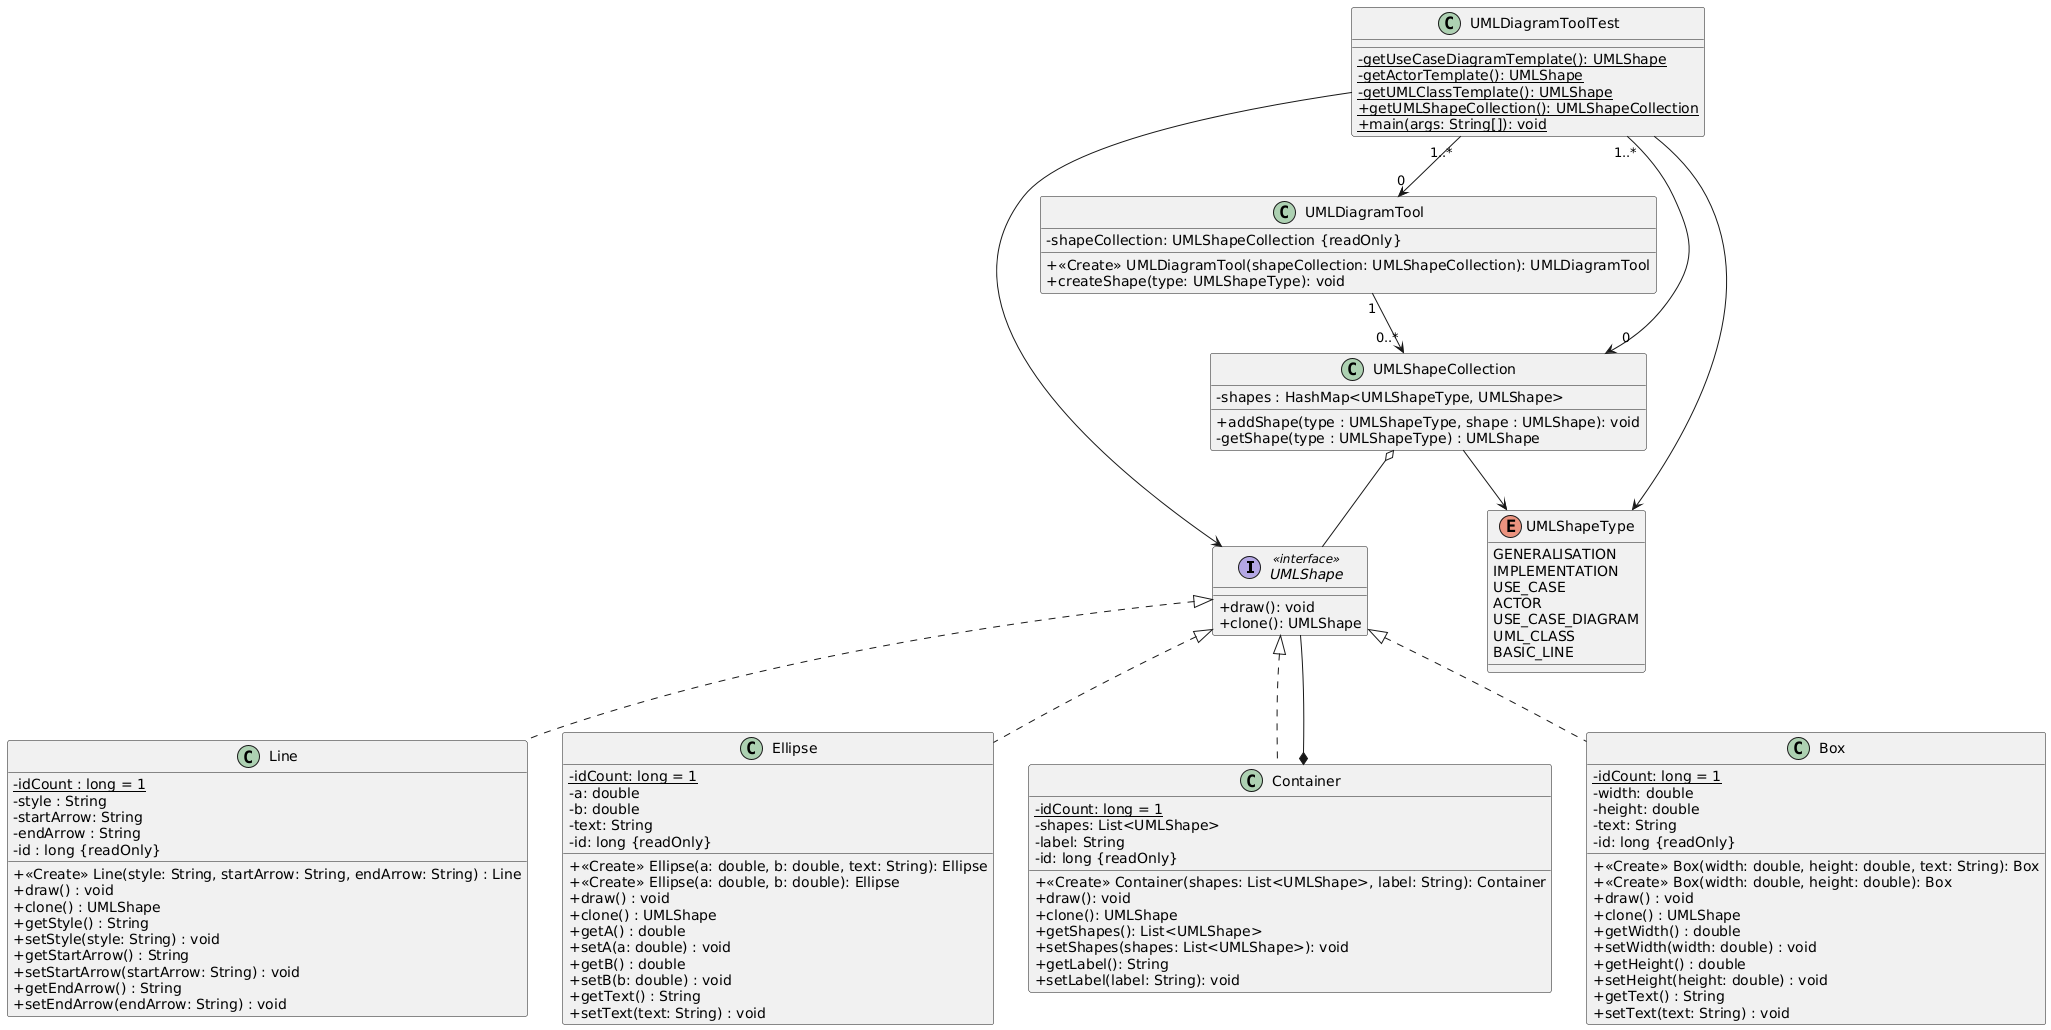 C UMLDiagramToolTest
-getUseCaseDiagramTemplate(): UMLShape
-getActorTemplate(): UMLShape
-getUMLClassTemplate(): UMLShape
+getUMLShapeCollection(): UMLShapeCollection
+main(args: String[]): void
1..*
1..*
0
C UMLDiagramTool
-shapeCollection: UMLShapeCollection {readOnly}
+«Create» UMLDiagramTool(shapeCollection: UMLShapeCollection): UMLDiagramTool
+createShape(type: UMLShapeType): void
1
0..*
0
C UMLShapeCollection
-shapes : HashMap<UMLShapeType, UMLShape>
+addShape(type : UMLShapeType, shape : UMLShape): void
-getShape(type : UMLShapeType) : UMLShape
I «interface»
UMLShape
+draw(): void
+clone(): UMLShape
E UMLShapeType
GENERALISATION
IMPLEMENTATION
USE_CASE
ACTOR
USE_CASE_DIAGRAM
UML_CLASS
BASIC_LINE
C Line
-idCount : long = 1
-style : String
-startArrow: String
-endArrow : String
-id : long {readOnly}
+«Create» Line(style: String, startArrow: String, endArrow: String) : Line
+draw() : void
+clone() : UMLShape
+getStyle() : String
+setStyle(style: String) : void
+getStartArrow() : String
+setStartArrow(startArrow: String) : void
+getEndArrow() : String
+setEndArrow(endArrow: String) : void
C Ellipse
-idCount: long = 1
-a: double
-b: double
-text: String
-id: long {readOnly}
+«Create» Ellipse(a: double, b: double, text: String): Ellipse
+«Create» Ellipse(a: double, b: double): Ellipse
+draw() : void
+clone() : UMLShape
+getA() : double
+setA(a: double) : void
+getB() : double
+setB(b: double) : void
+getText() : String
+setText(text: String) : void
C Container
-idCount: long = 1
-shapes: List<UMLShape>
-label: String
-id: long {readOnly}
+«Create» Container(shapes: List<UMLShape>, label: String): Container
+draw(): void
+clone(): UMLShape
+getShapes(): List<UMLShape>
+setShapes(shapes: List<UMLShape>): void
+getLabel(): String
+setLabel(label: String): void
C Box
-idCount: long = 1
-width: double
-height: double
-text: String
-id: long {readOnly}
+«Create» Box(width: double, height: double, text: String): Box
+«Create» Box(width: double, height: double): Box
+draw() : void
+clone() : UMLShape
+getWidth() : double
+setWidth(width: double) : void
+getHeight() : double
+setHeight(height: double) : void
+getText() : String
+setText(text: String) : void